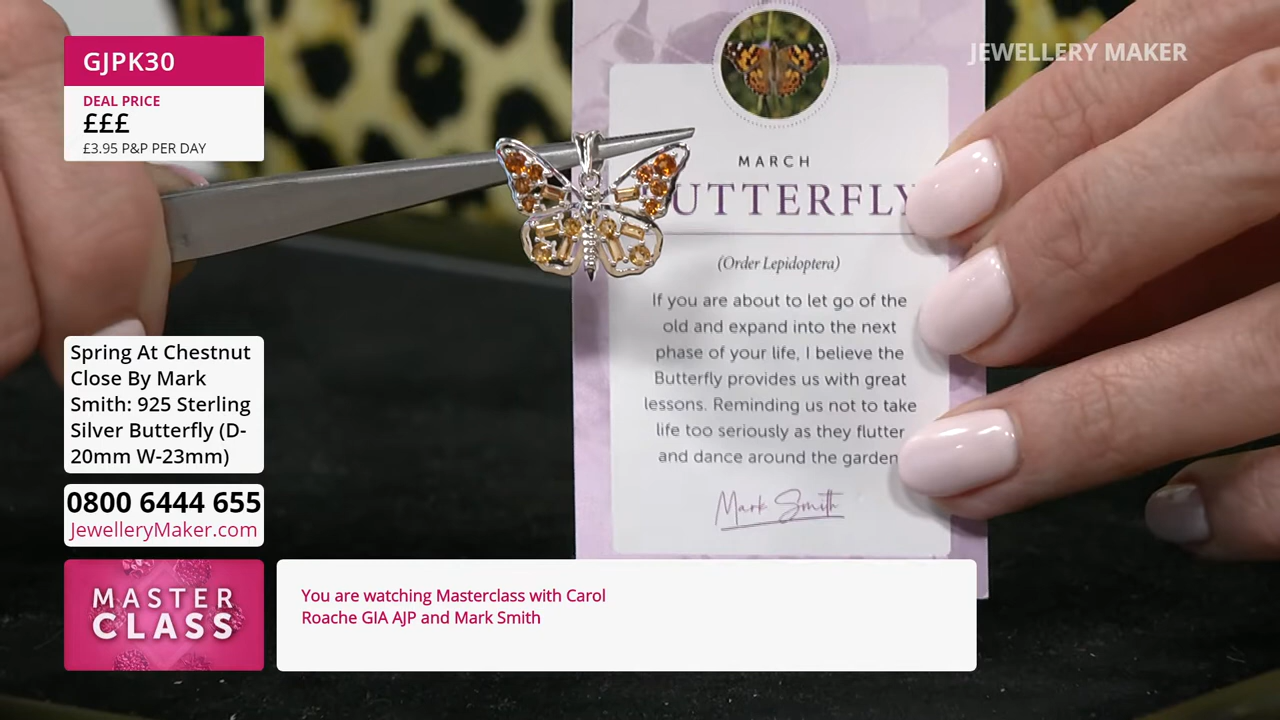 GJPK30
DEAL PRICE
£££
£3.95 P&P PER DAY
JEWELLERY MAKER
MARCH
UTTERFLY
(Order Lepidoptera)
If you are about to let go of the
old and expand into the next
phase of your life, I believe the
Butterfly provides us with great
lessons. Reminding us not to take
life too seriously as they flutter
and dance around the garden
Mark Smith
Spring At Chestnut
Close By Mark
Smith: 925 Sterling
Silver Butterfly (D-
20mm W-23mm)
0800 6444 655
JewelleryMaker.com
MASTER
CLASS
You are watching Masterclass with Carol
Roache GIA AJP and Mark Smith